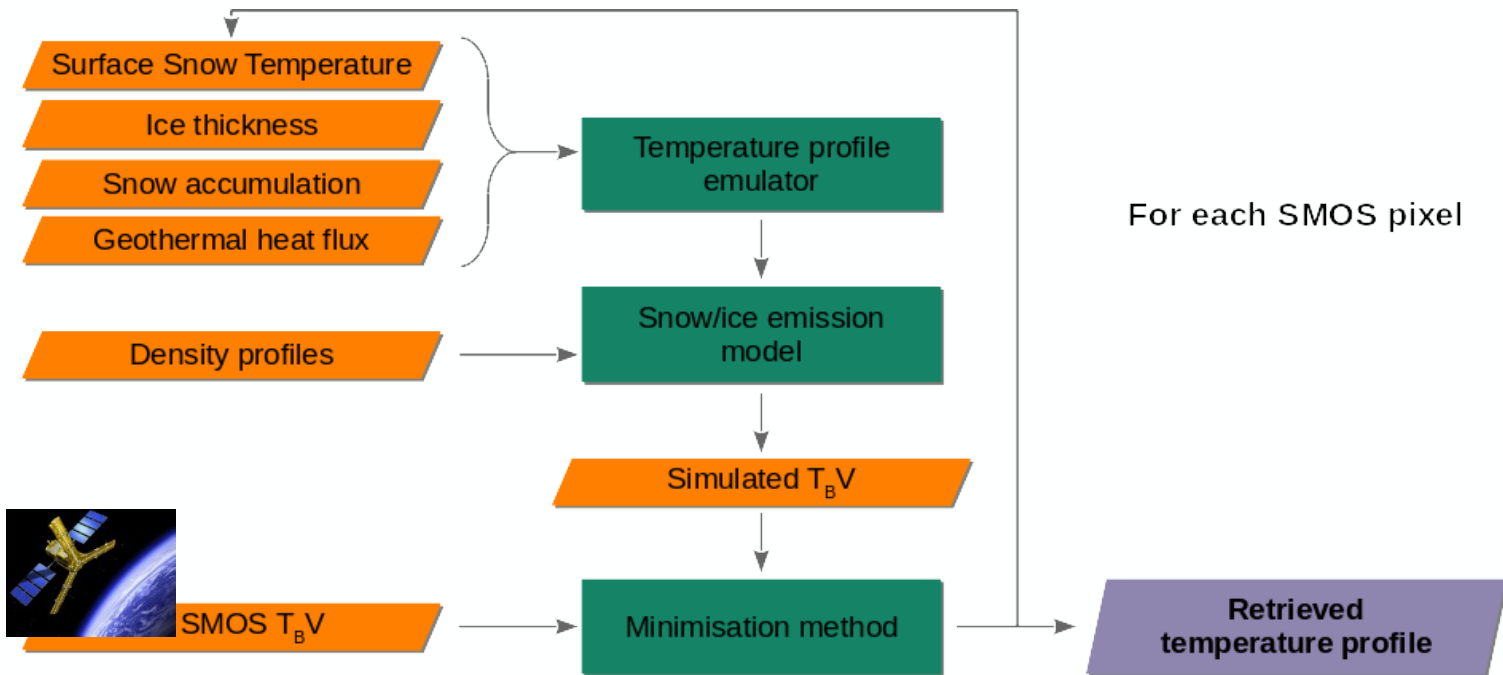 Surface Snow Temperature
Ice thickness
Snow accumulation
Geothermal heat flux
Temperature profile
emulator
For each SMOS pixel
Density profiles
Snow/ice emission
model
Simulated TBV
SMOS TBV
Minimisation method
Retrieved
temperature profile